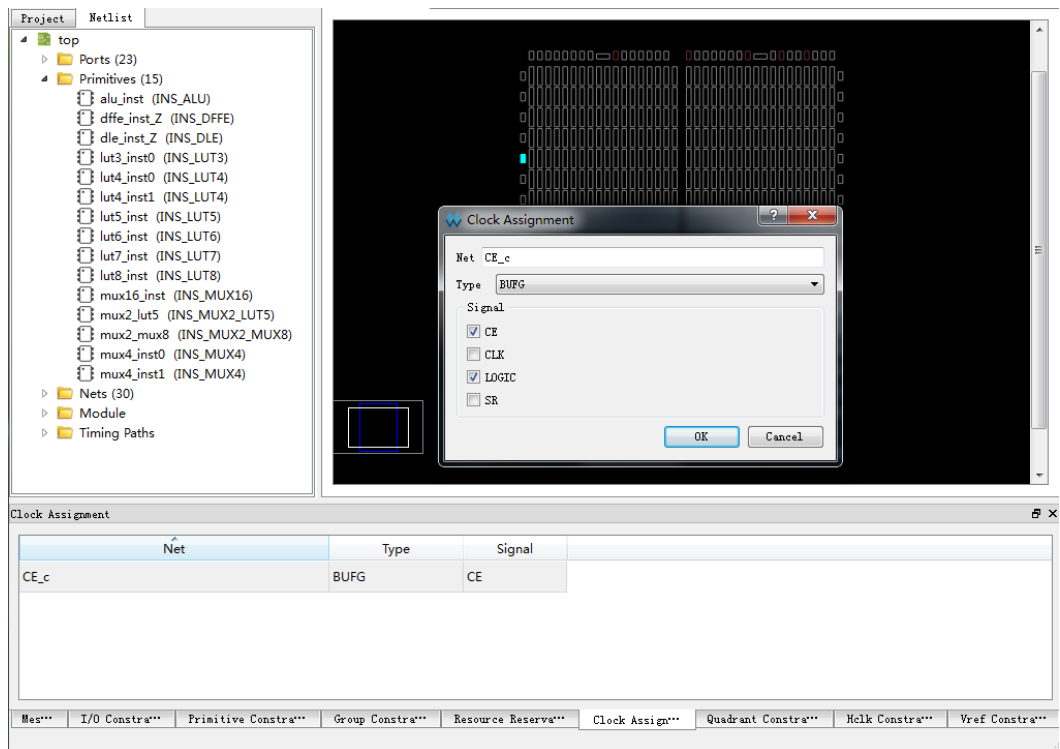 Project Netlist
top
Ports (23)
Primitives (15)
alu_inst (INS_ALU)
dffe_inst_Z (INS_DFFE)
dle_inst_Z (INS_DLE)
lut3_inst0 (INS_LUT3)
lut4_inst0 (INS_LUT4)
lut4_inst1 (INS_LUT4)
lut5_inst (INS_LUT5)
lut6_inst (INS_LUT6)
lut7_inst (INS_LUT7)
lut8_inst (INS_LUT8)
mux16_inst (INS_MUX16)
mux2_lut5 (INS_MUX2_LUT5)
mux2_mux8 (INS_MUX2_MUX8)
mux4_inst0 (INS_MUX4)
mux4_inst1 (INS_MUX4)
Nets (30)
Module
Timing Paths
Clock Assignment
Net CE_c
Type BUFG
Signal
CE
CLK
LOGIC
SR
OK Cancel
Clock Assignment
Net Type Signal
CE_c BUFG CE
Mes··· I/O Constra··· Primitive Constra··· Group Constra··· Resource Reserva··· Clock Assign··· Quadrant Constra··· Hclk Constra··· Vref Constra···